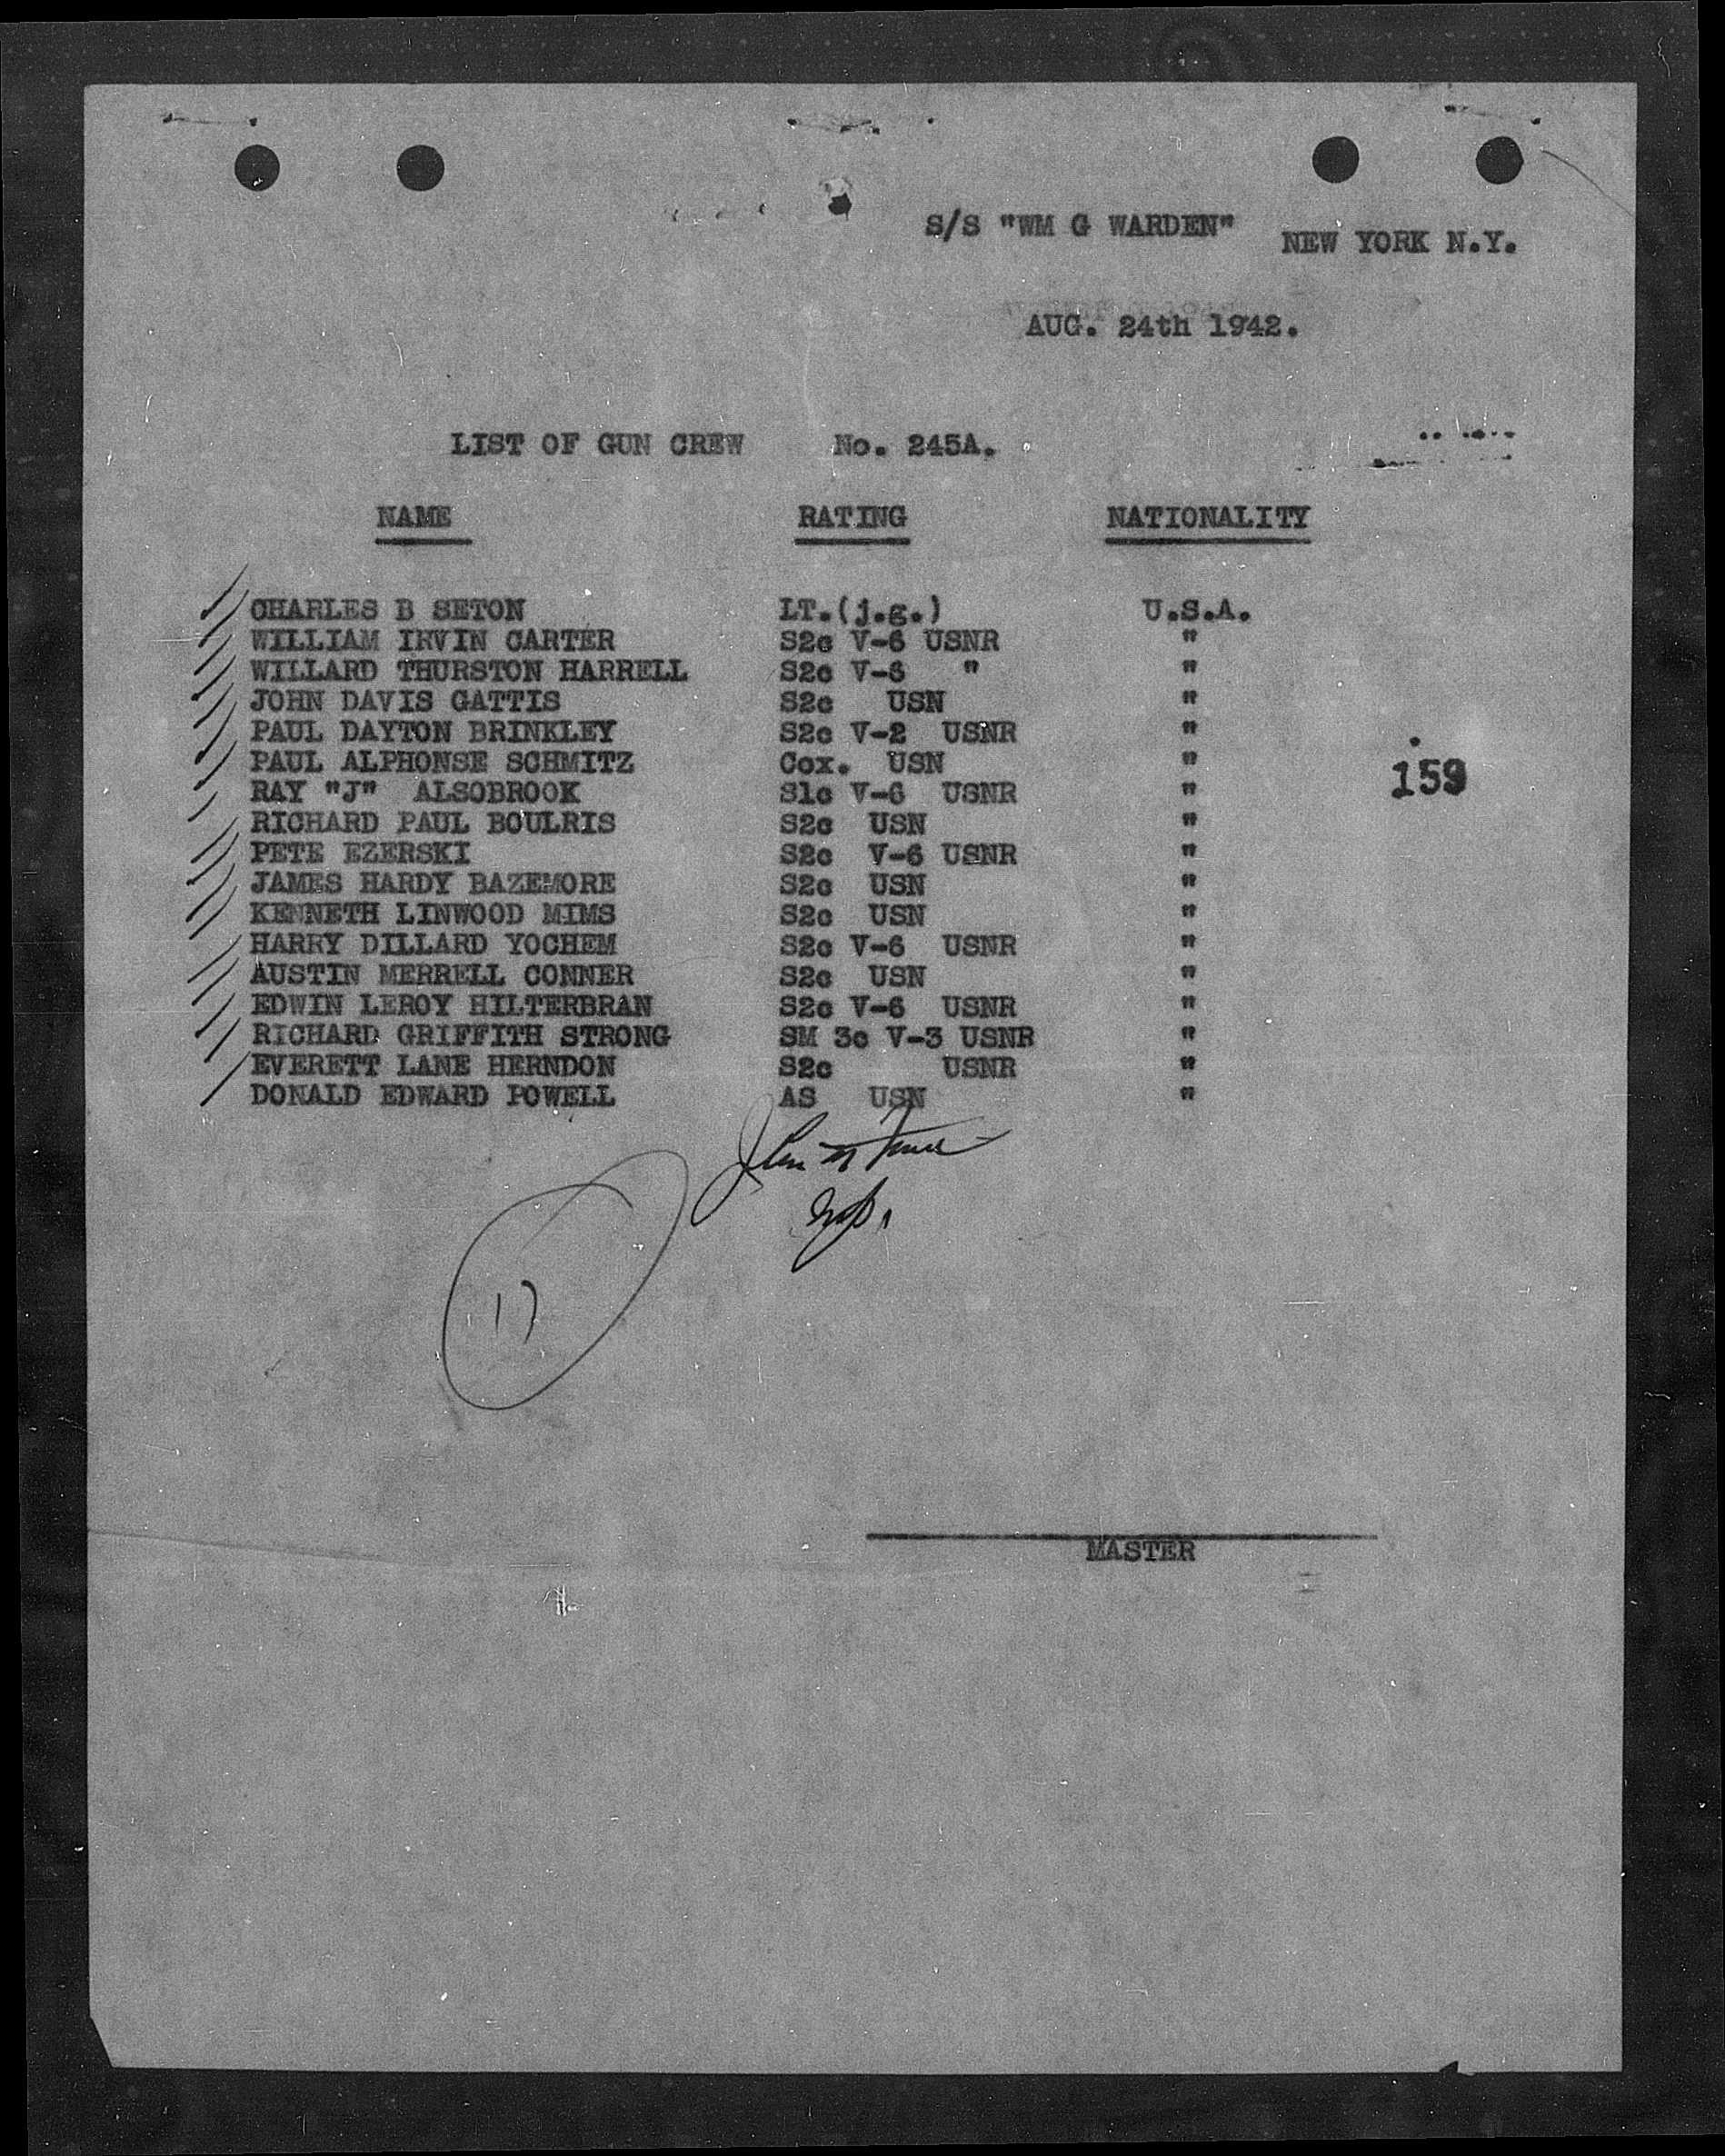 S/S "WM G WARDEN" NEW YORK N.Y.
AUG. 24th 1942.
LIST OF GUN CREW No. 245A.
NAME RATING NATIONALITY
CHARLES B SETON LT.(j.g.) U.S.A.
WILLIAM IRVIN CARTER S2c V-6 USNR "
WILLARD THURSTON HARRELL S2c V-6 " "
JOHN DAVIS GATTIS S2c USN "
PAUL DAYTON BRINKLEY S2c V-2 USNR "
PAUL ALPHONSE SCHMITZ Cox. USN "
159
RAY "J" ALSOBROOK S1c V-6 USNR "
RICHARD PAUL BOULRIS S2c USN "
PETE EZERSKI S2c V-6 USNR "
JAMES HARDY BAZEMORE S2c USN "
KENNETH LINWOOD MIMS S2c USN "
HARRY DILLARD YOCHEM S2c V-6 USNR "
AUSTIN MERRELL CONNER S2c USN "
EDWIN LEROY HILTERBRAN S2c V-6 USNR "
RICHARD GRIFFITH STRONG SM 3c V-3 USNR "
EVERETT LANE HERNDON S2c USNR "
DONALD EDWARD POWELL AS USN "
17
MASTER